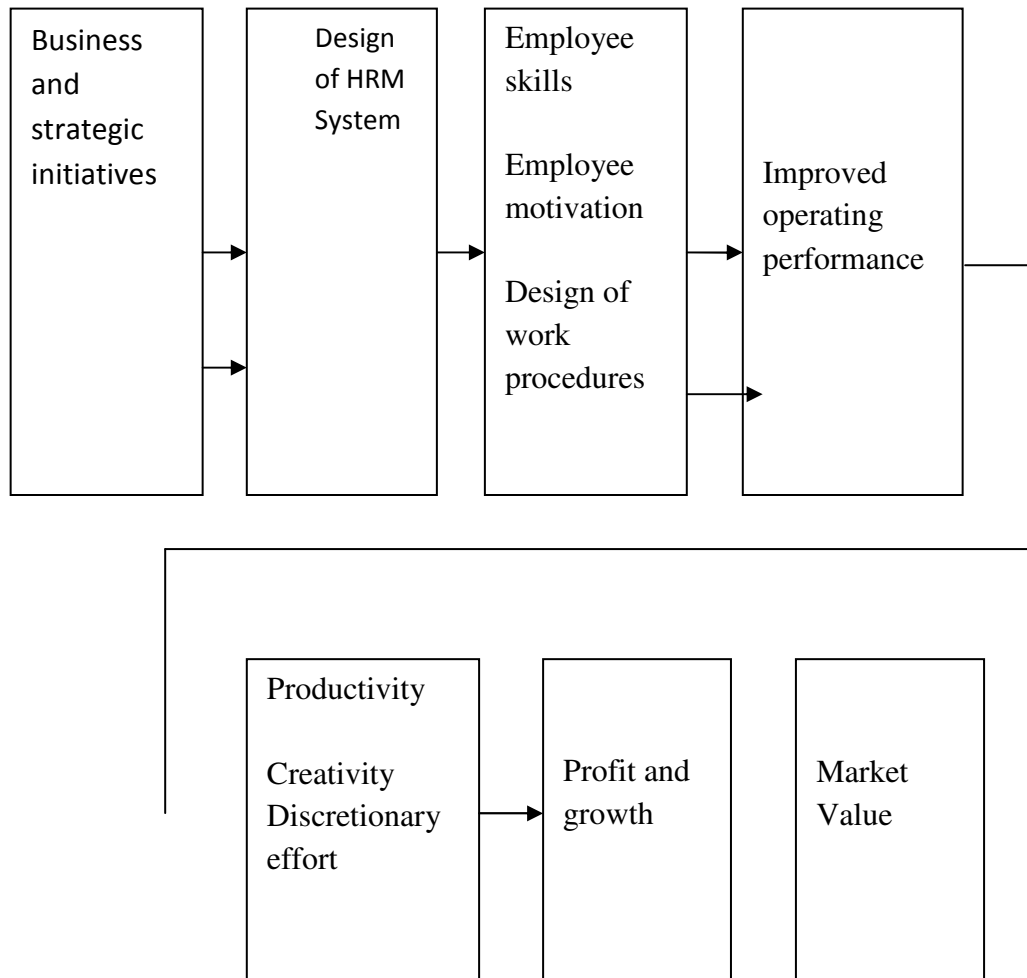 Business
and
strategic
initiatives
Design
of HRM
System
Employee
skills
Employee
motivation
Design of
work
procedures
Improved
operating
performance
Productivity
Creativity
Discretionary
effort
Profit and
growth
Market
Value